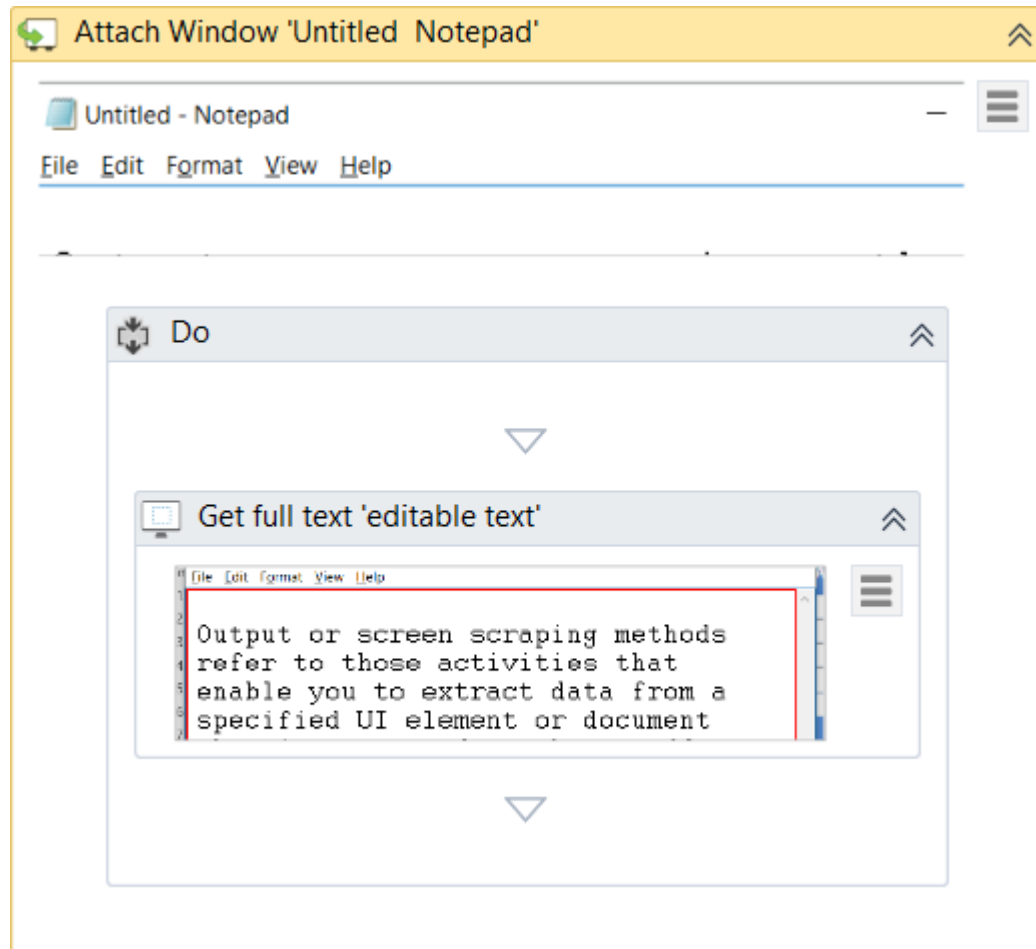 Attach Window 'Untitled  Notepad'
Untitled - Notepad
File Edit Format View Help
Do
Get full text 'editable text'
File Edit Format View Help
Output or screen scraping methods
refer to those activities that
enable you to extract data from a
specified UI element or document